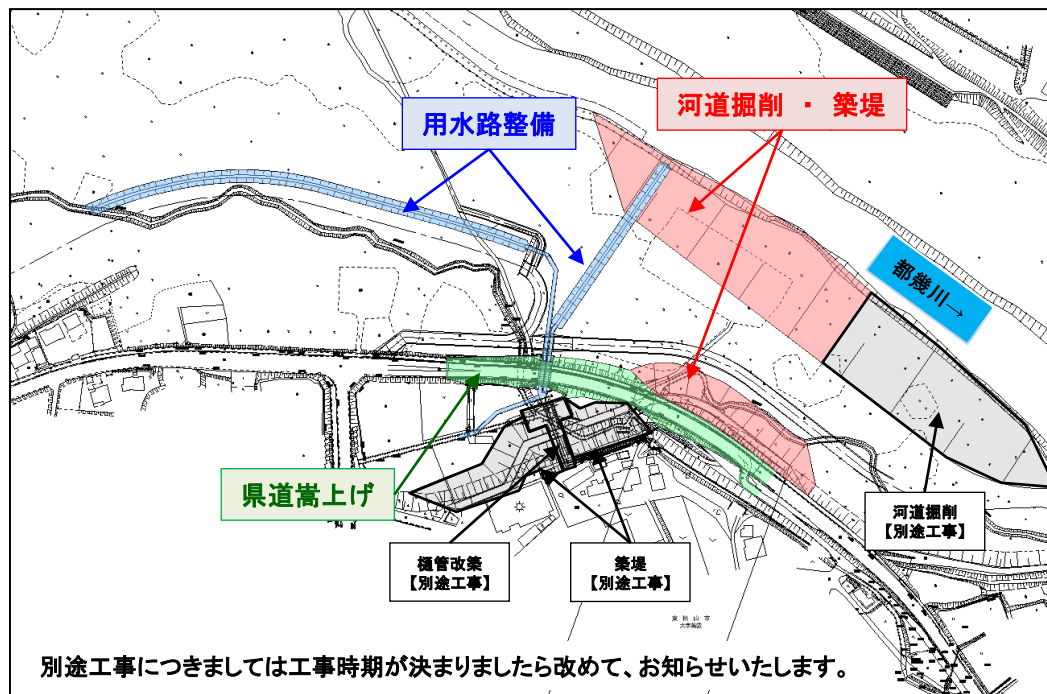 用水路整備
河道掘削 ・ 築堤
都幾川→
県道嵩上げ
河道掘削
【別途工事】
樋管改築
【別途工事】
築堤
【別途工事】
別途工事につきましては工事時期が決まりましたら改めて、お知らせいたします。